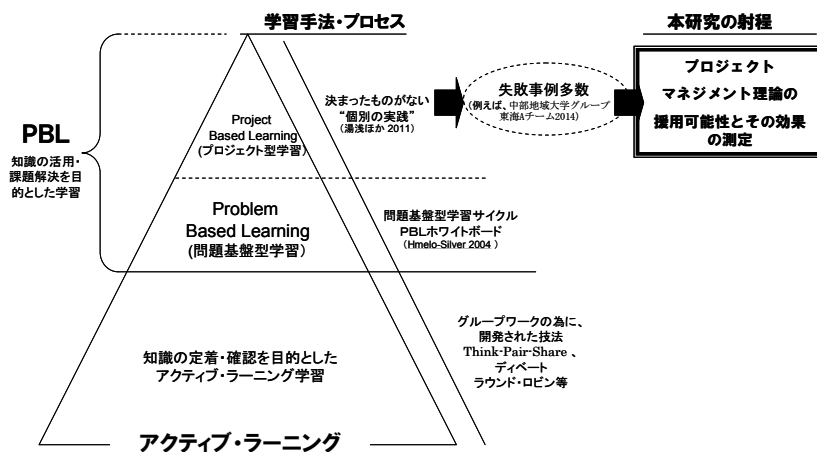 学習手法・プロセス
本研究の射程
PBL
知識の活用・
課題解決を目
的とした学習
Project
Based Learning
(プロジェクト型学習)
決まったものがない
“個別の実践”
(湯浅ほか 2011)
失敗事例多数
(例えば、中部地域大学グループ
東海Aチーム2014)
プロジェクト
マネジメント理論の
援用可能性とその効果
の測定
Problem
Based Learning
(問題基盤型学習)
問題基盤型学習サイクル
PBLホワイトボード
(Hmelo-Silver 2004 )
知識の定着・確認を目的とした
アクティブ・ラーニング学習
グループワークの為に、
開発された技法
Think-Pair-Share 、
ディベート
ラウンド・ロビン等
アクティブ・ラーニング